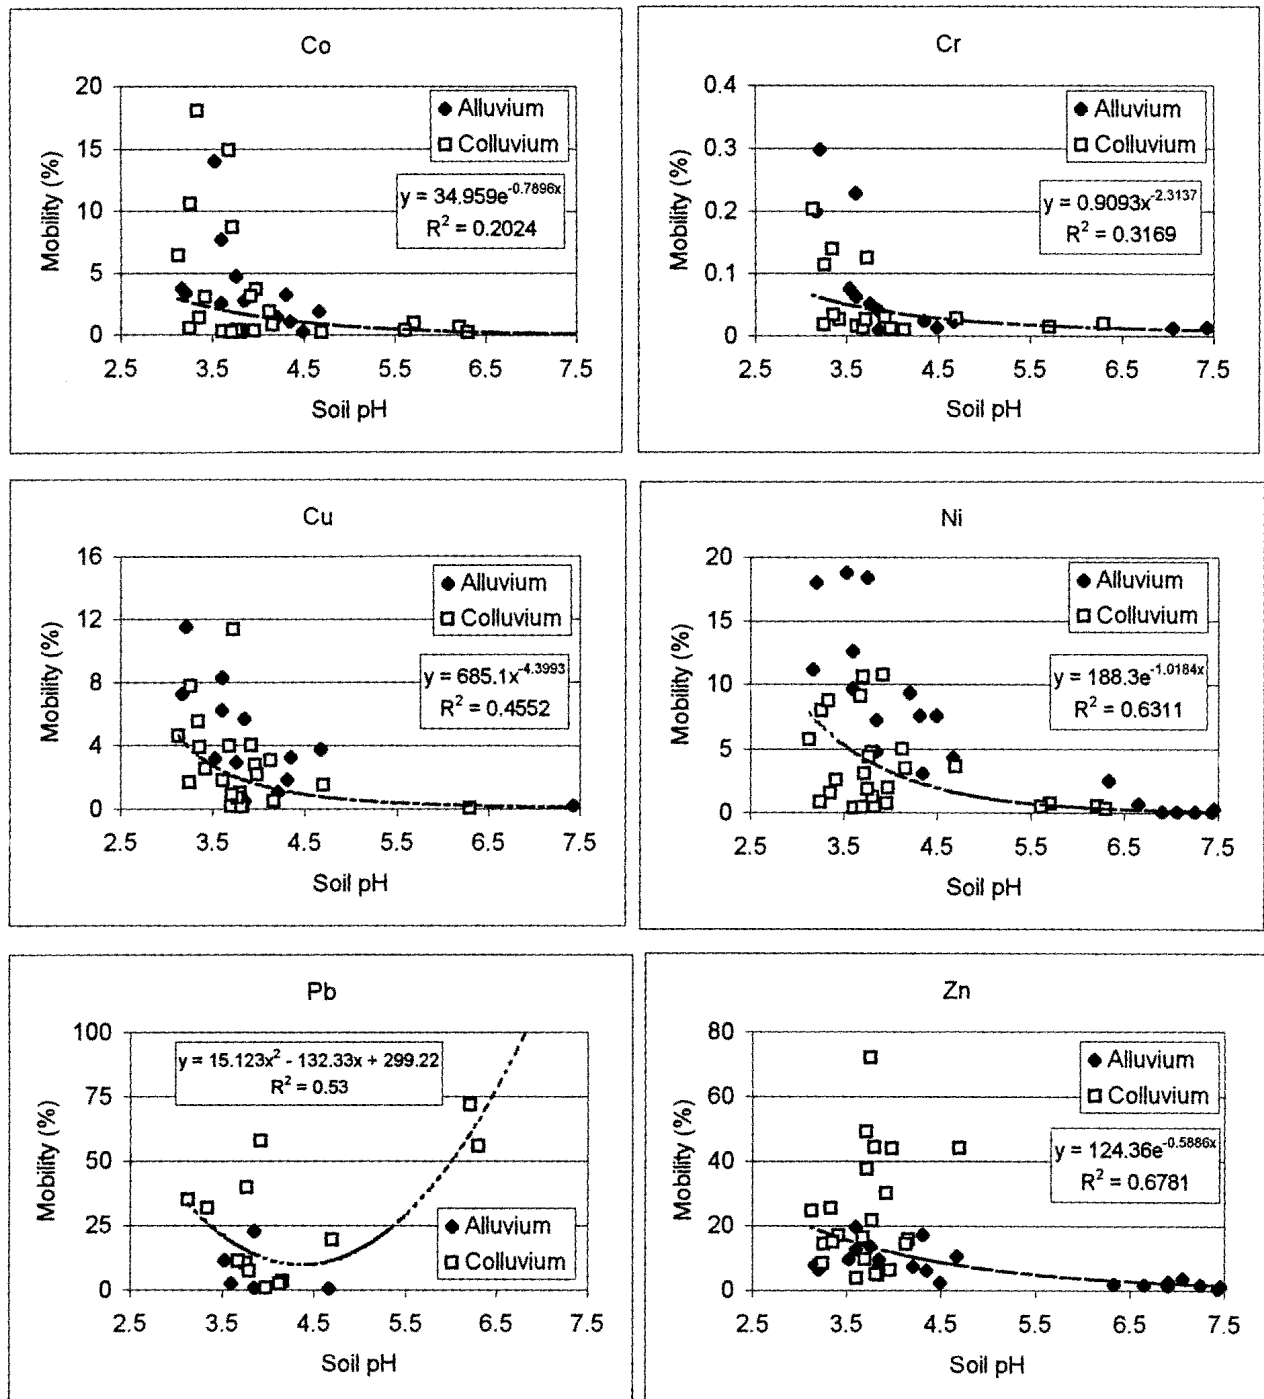 Co
20
15
10
5
0
Mobility (%)
Alluvium
Colluvium
y = 34.959e^-0.7896x
R² = 0.2024
2.5 3.5 4.5 5.5 6.5 7.5
Soil pH
Cr
0.4
0.3
0.2
0.1
0
Mobility (%)
Alluvium
Colluvium
y = 0.9093x^-2.3137
R² = 0.3169
2.5 3.5 4.5 5.5 6.5 7.5
Soil pH
Cu
16
12
8
4
0
Mobility (%)
Alluvium
Colluvium
y = 685.1x^-4.3993
R² = 0.4552
2.5 3.5 4.5 5.5 6.5 7.5
Soil pH
Ni
20
15
10
5
0
Mobility (%)
Alluvium
Colluvium
y = 188.3e^-1.0184x
R² = 0.6311
2.5 3.5 4.5 5.5 6.5 7.5
Soil pH
Pb
100
75
50
25
0
Mobility (%)
y = 15.123x² - 132.33x + 299.22
R² = 0.53
Alluvium
Colluvium
2.5 3.5 4.5 5.5 6.5 7.5
Soil pH
Zn
80
60
40
20
0
Mobility (%)
Alluvium
Colluvium
y = 124.36e^-0.5886x
R² = 0.6781
2.5 3.5 4.5 5.5 6.5 7.5
Soil pH